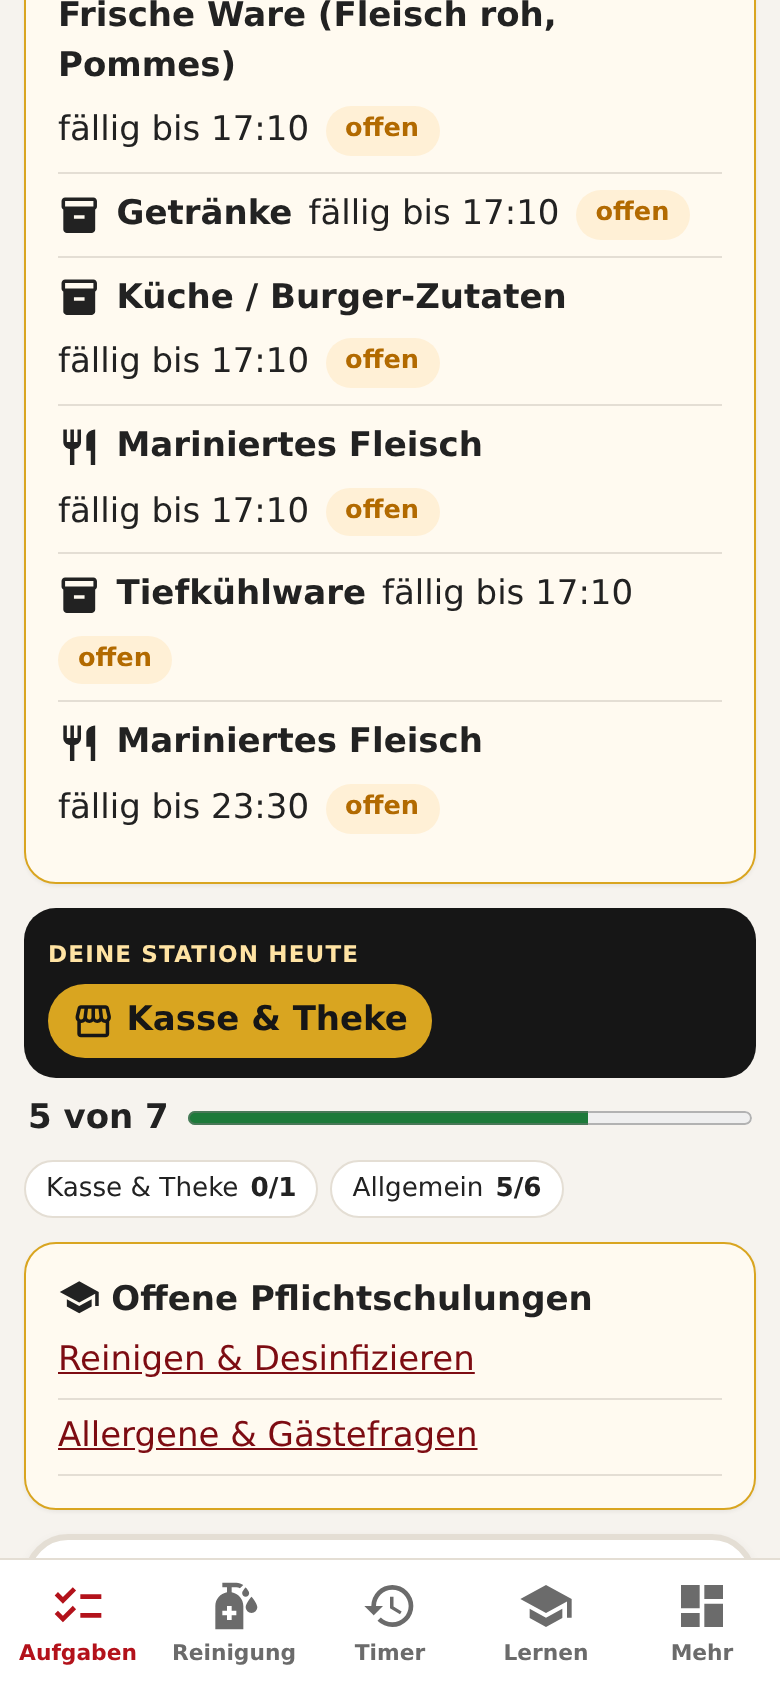 Frische Ware (Fleisch roh,
Pommes)
fällig bis 17:10 offen
Getränke fällig bis 17:10 offen
Küche / Burger-Zutaten
fällig bis 17:10 offen
Mariniertes Fleisch
fällig bis 17:10 offen
Tiefkühlware fällig bis 17:10
offen
Mariniertes Fleisch
fällig bis 23:30 offen
DEINE STATION HEUTE
Kasse & Theke
5 von 7
Kasse & Theke 0/1 Allgemein 5/6
Offene Pflichtschulungen
Reinigen & Desinfizieren
Allergene & Gästefragen
Aufgaben Reinigung Timer Lernen Mehr